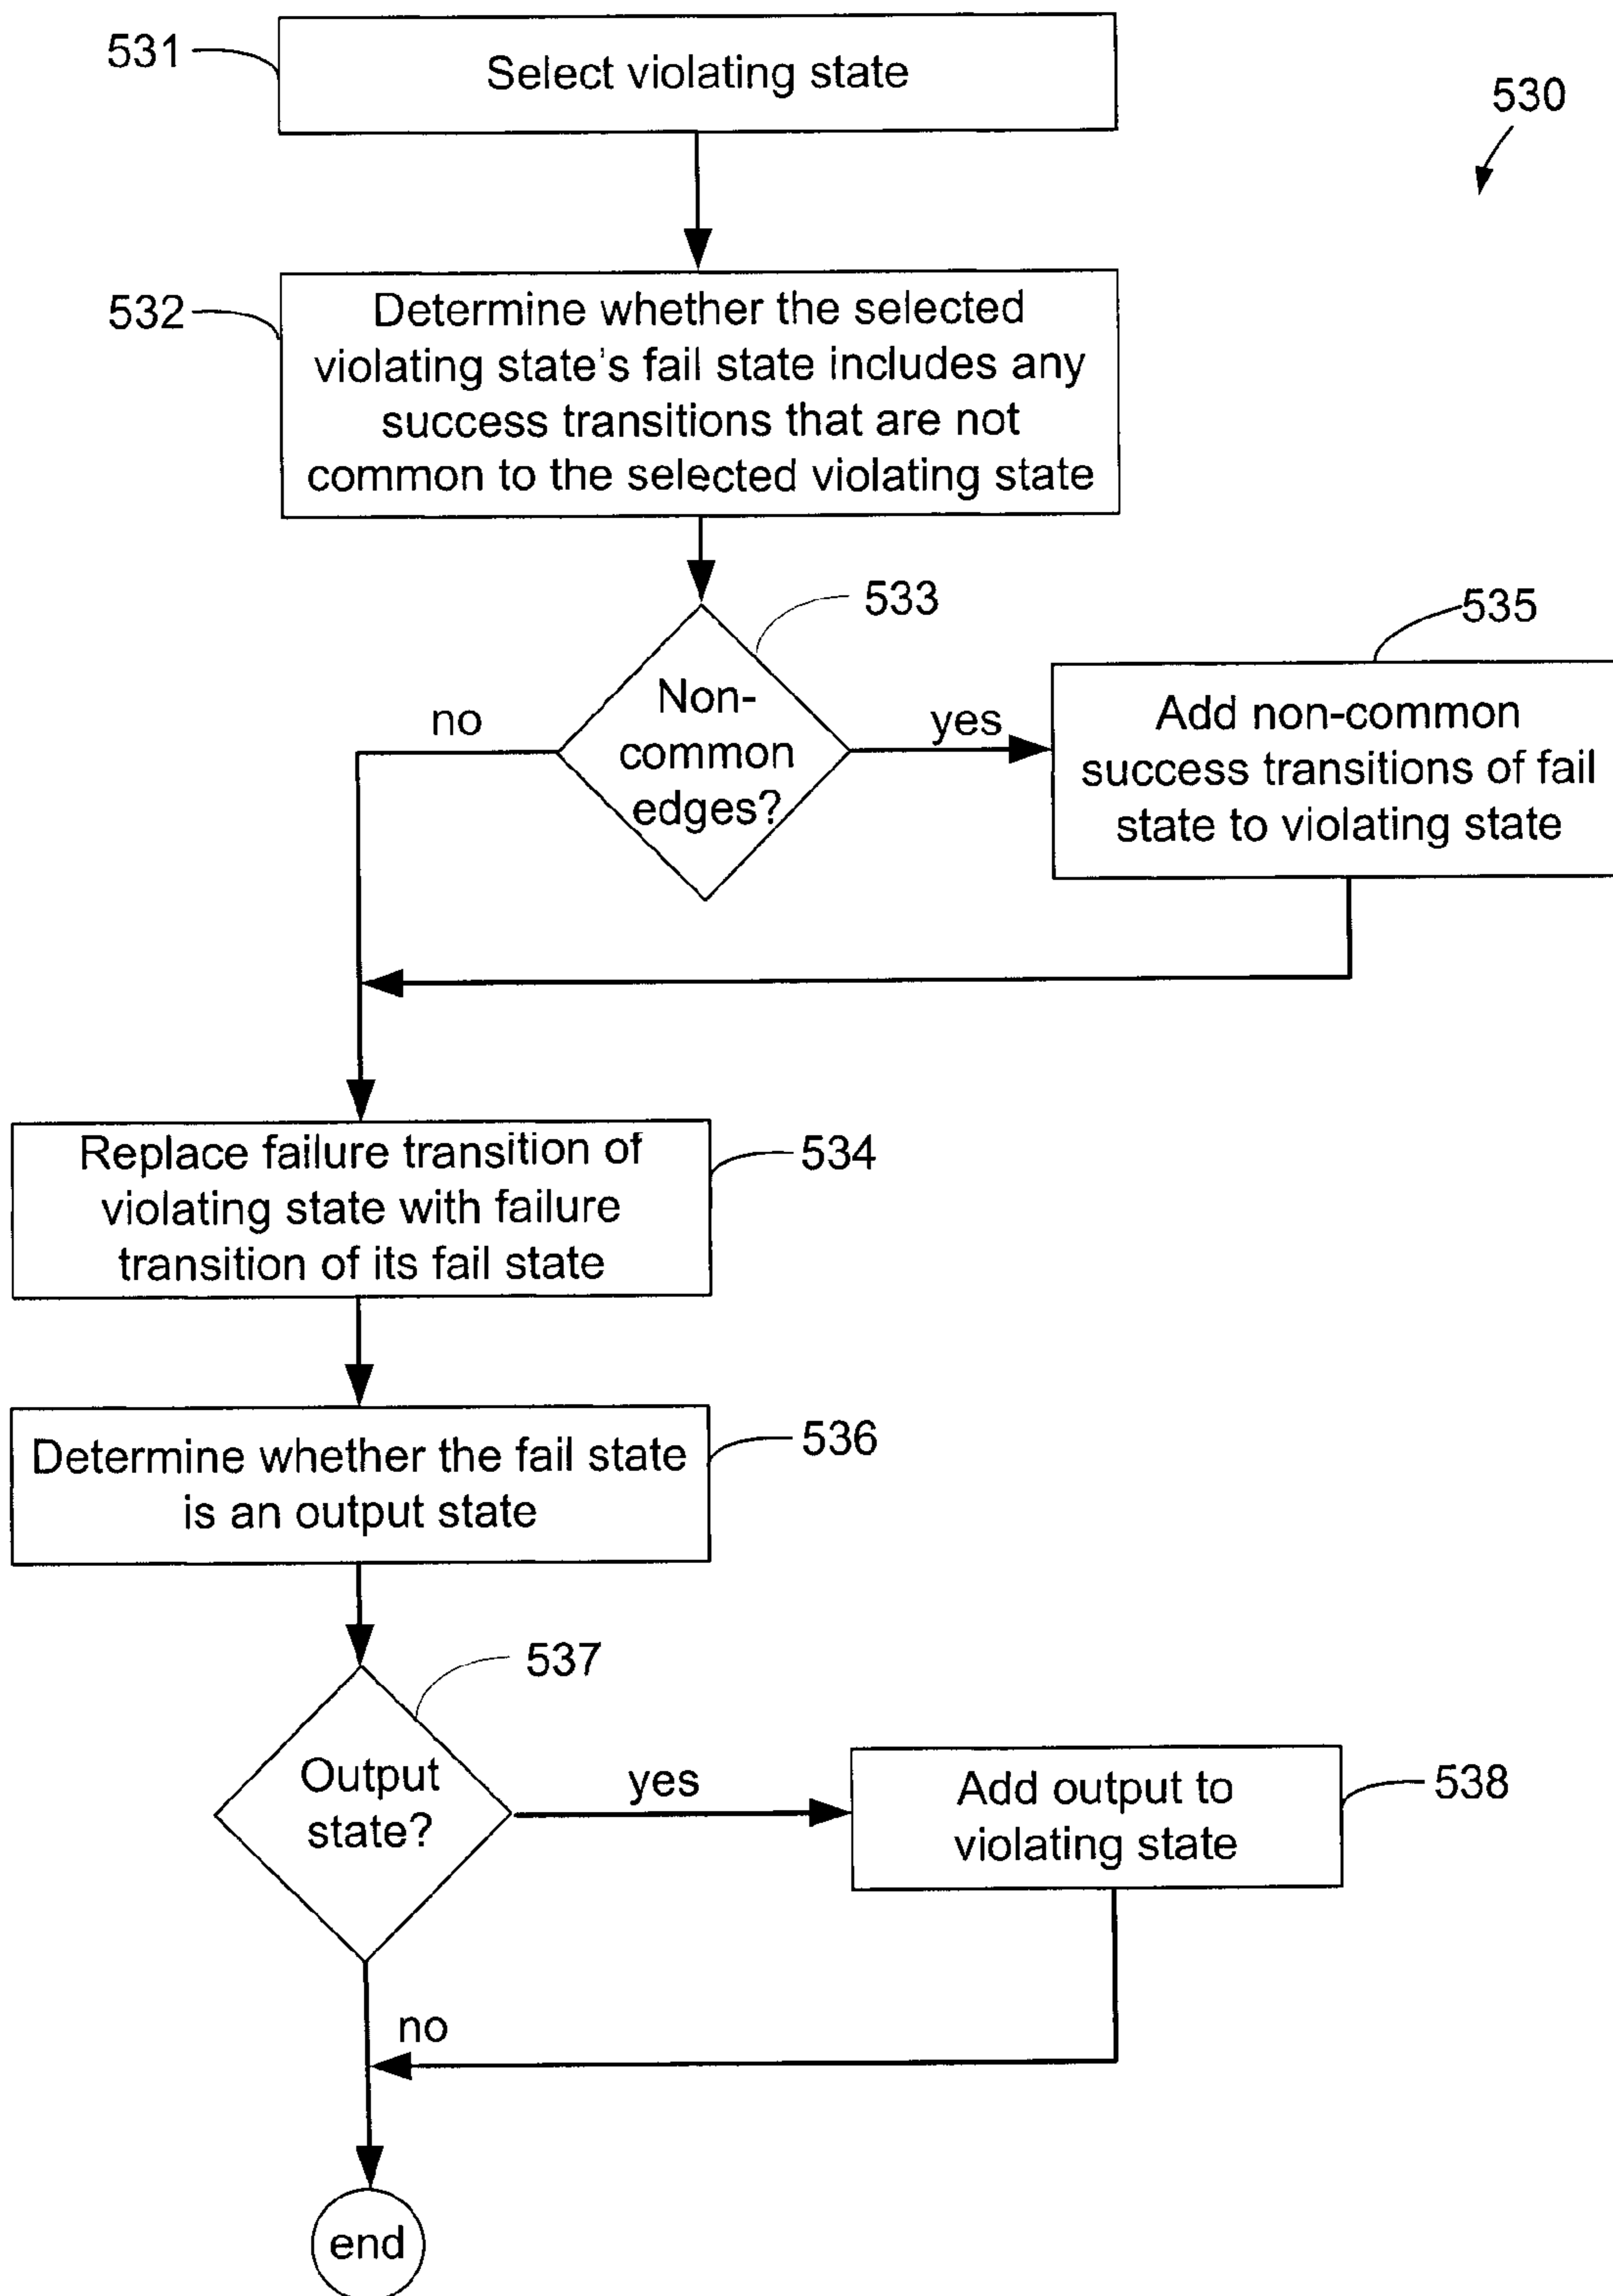 531
Select violating state
530
532
Determine whether the selected
violating state's fail state includes any
success transitions that are not
common to the selected violating state
533
535
Non-
common
edges?
no
yes
Add non-common
success transitions of fail
state to violating state
Replace failure transition of
violating state with failure
transition of its fail state
534
Determine whether the fail state
is an output state
536
537
Output
state?
yes
Add output to
violating state
538
no
end